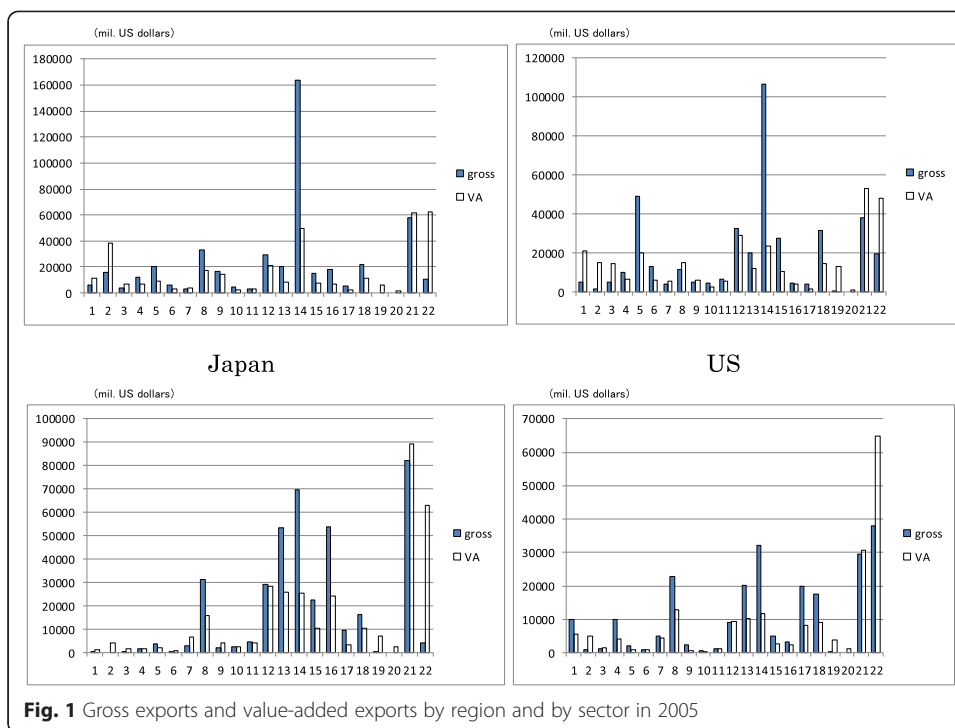 (mil. US dollars)
180000
160000
140000
120000
100000
80000
60000
40000
20000
0
1 2 3 4 5 6 7 8 9 10 11 12 13 14 15 16 17 18 19 20 21 22
gross
VA
(mil. US dollars)
120000
100000
80000
60000
40000
20000
0
1 2 3 4 5 6 7 8 9 10 11 12 13 14 15 16 17 18 19 20 21 22
gross
VA
Japan
US
(mil. US dollars)
100000
90000
80000
70000
60000
50000
40000
30000
20000
10000
0
1 2 3 4 5 6 7 8 9 10 11 12 13 14 15 16 17 18 19 20 21 22
gross
VA
(mil. US dollars)
70000
60000
50000
40000
30000
20000
10000
0
1 2 3 4 5 6 7 8 9 10 11 12 13 14 15 16 17 18 19 20 21 22
gross
VA
Fig. 1 Gross exports and value-added exports by region and by sector in 2005